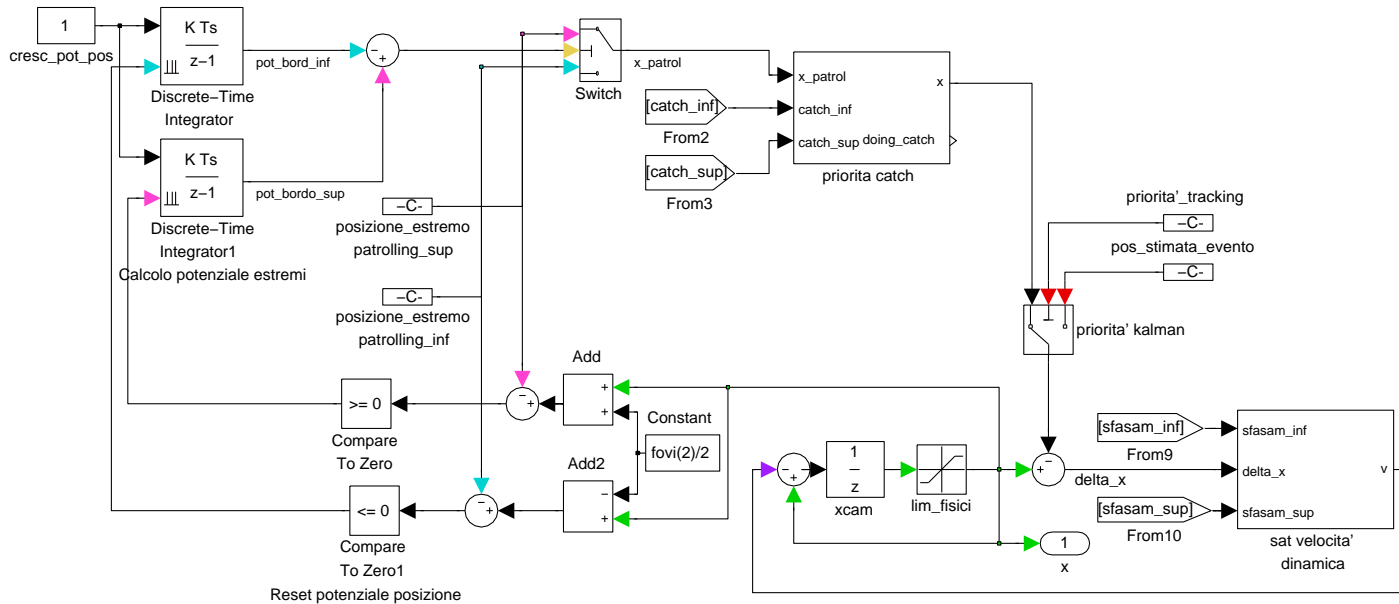 1
cresc_pot_pos
K Ts
z−1
pot_bord_inf
Discrete−Time
Integrator
K Ts
z−1
pot_bordo_sup
Discrete−Time
Integrator1
Calcolo potenziale estremi
−
+
Switch
x_patrol
[catch_inf]
From2
[catch_sup]
From3
x_patrol
catch_inf
catch_sup
x
doing_catch
priorita catch
−C−
posizione_estremo
patrolling_sup
−C−
posizione_estremo
patrolling_inf
priorita'_tracking
−C−
pos_stimata_evento
−C−
priorita' kalman
>= 0
Compare
To Zero
<= 0
Compare
To Zero1
Reset potenziale posizione
−
+
−
+
Add
+
+
Constant
fovi(2)/2
Add2
−
+
−
+
1
z
xcam
lim_fisici
+
−
delta_x
1
x
[sfasam_inf]
From9
[sfasam_sup]
From10
sfasam_inf
delta_x
sfasam_sup
v
sat velocita'
dinamica